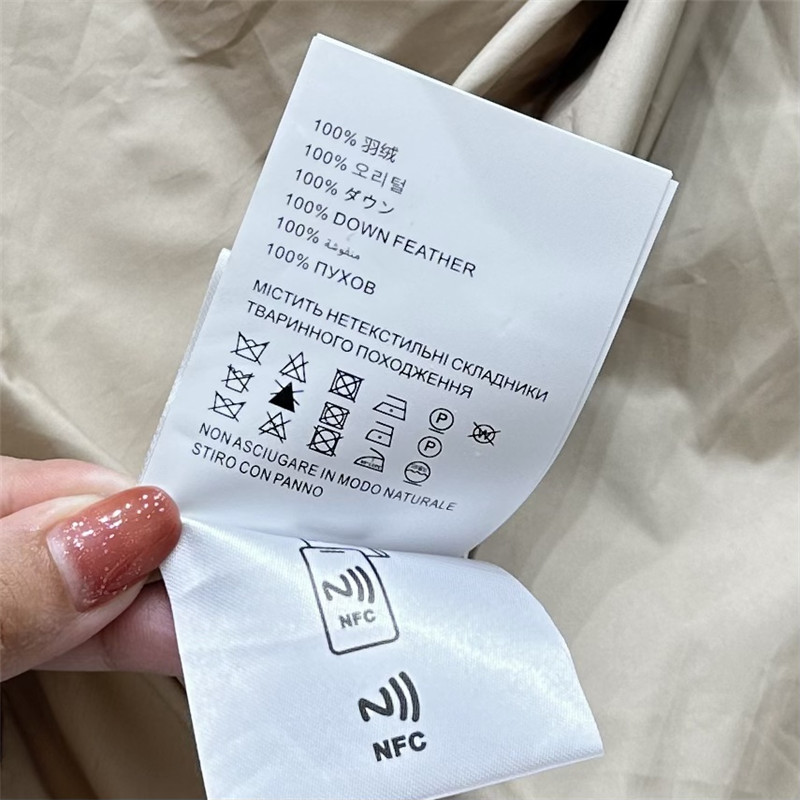 100% 羽绒
100% 오리털
100% ダウン
100% DOWN FEATHER
100% منفوشة
100% ПУХОВ
МІСТИТЬ НЕТЕКСТИЛЬНІ СКЛАДНИКИ
ТВАРИННОГО ПОХОДЖЕННЯ
P
W
P
NON ASCIUGARE IN MODO NATURALE
STIRO CON PANNO
NFC
NFC